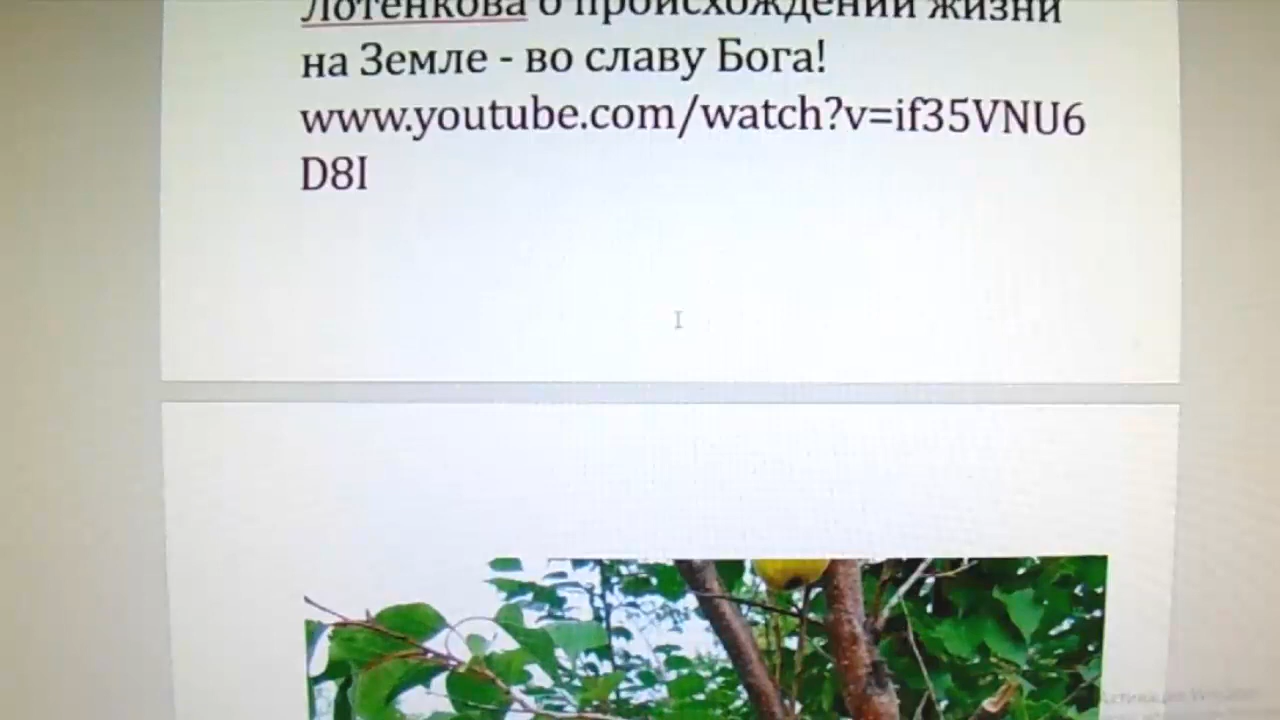 Лотенкова о происхождении жизни
на Земле - во славу Бога!
www.youtube.com/watch?v=if35VNU6
D8I